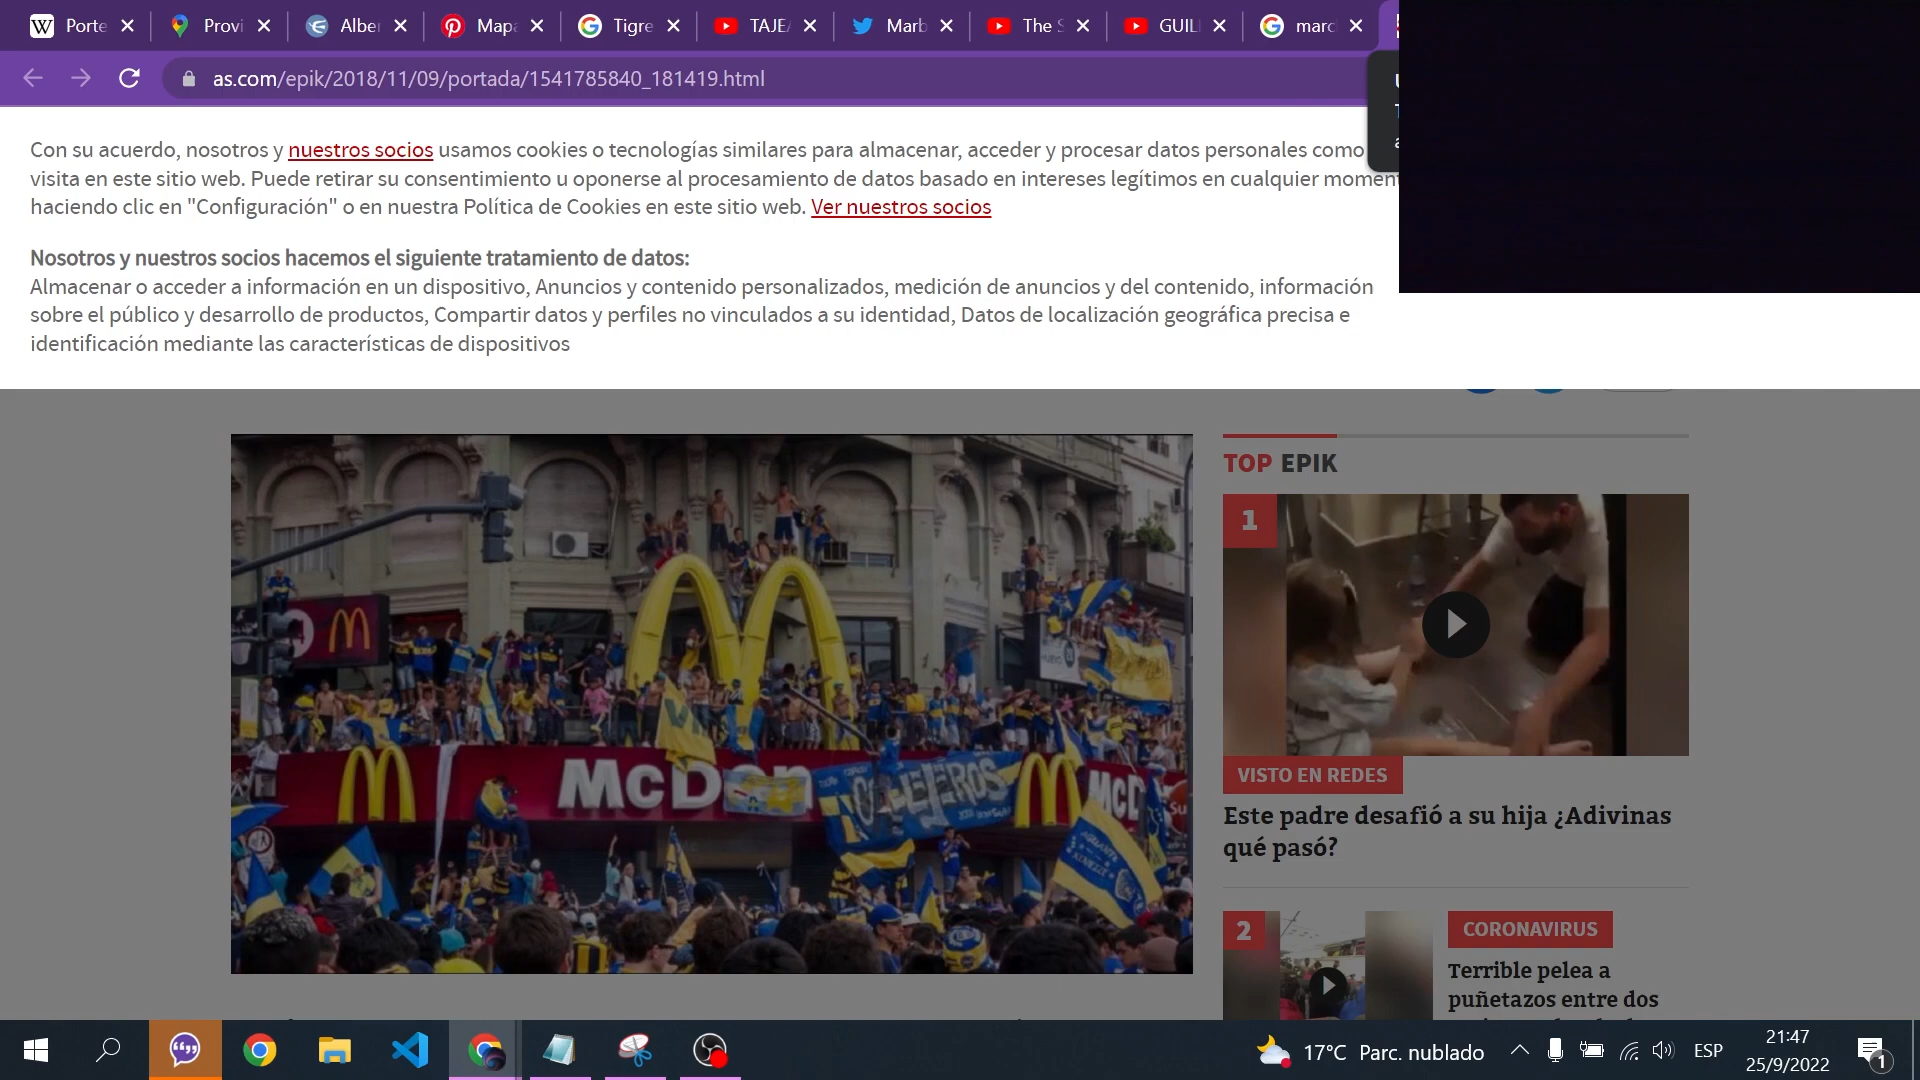 Porte
Provi
Albe
Mapa
Tigre
TAJEA
Marb
The S
GUIL
marc
as.com/epik/2018/11/09/portada/1541785840_181419.html
Con su acuerdo, nosotros y nuestros socios usamos cookies o tecnologías similares para almacenar, acceder y procesar datos personales como
visita en este sitio web. Puede retirar su consentimiento u oponerse al procesamiento de datos basado en intereses legítimos en cualquier moment
haciendo clic en "Configuración" o en nuestra Política de Cookies en este sitio web. Ver nuestros socios
Nosotros y nuestros socios hacemos el siguiente tratamiento de datos:
Almacenar o acceder a información en un dispositivo, Anuncios y contenido personalizados, medición de anuncios y del contenido, información
sobre el público y desarrollo de productos, Compartir datos y perfiles no vinculados a su identidad, Datos de localización geográfica precisa e
identificación mediante las características de dispositivos
McDon
McD
TOP EPIK
1
VISTO EN REDES
Este padre desafió a su hija ¿Adivinas
qué pasó?
2
CORONAVIRUS
Terrible pelea a
puñetazos entre dos
17°C Parc. nublado
ESP
21:47
25/9/2022
1